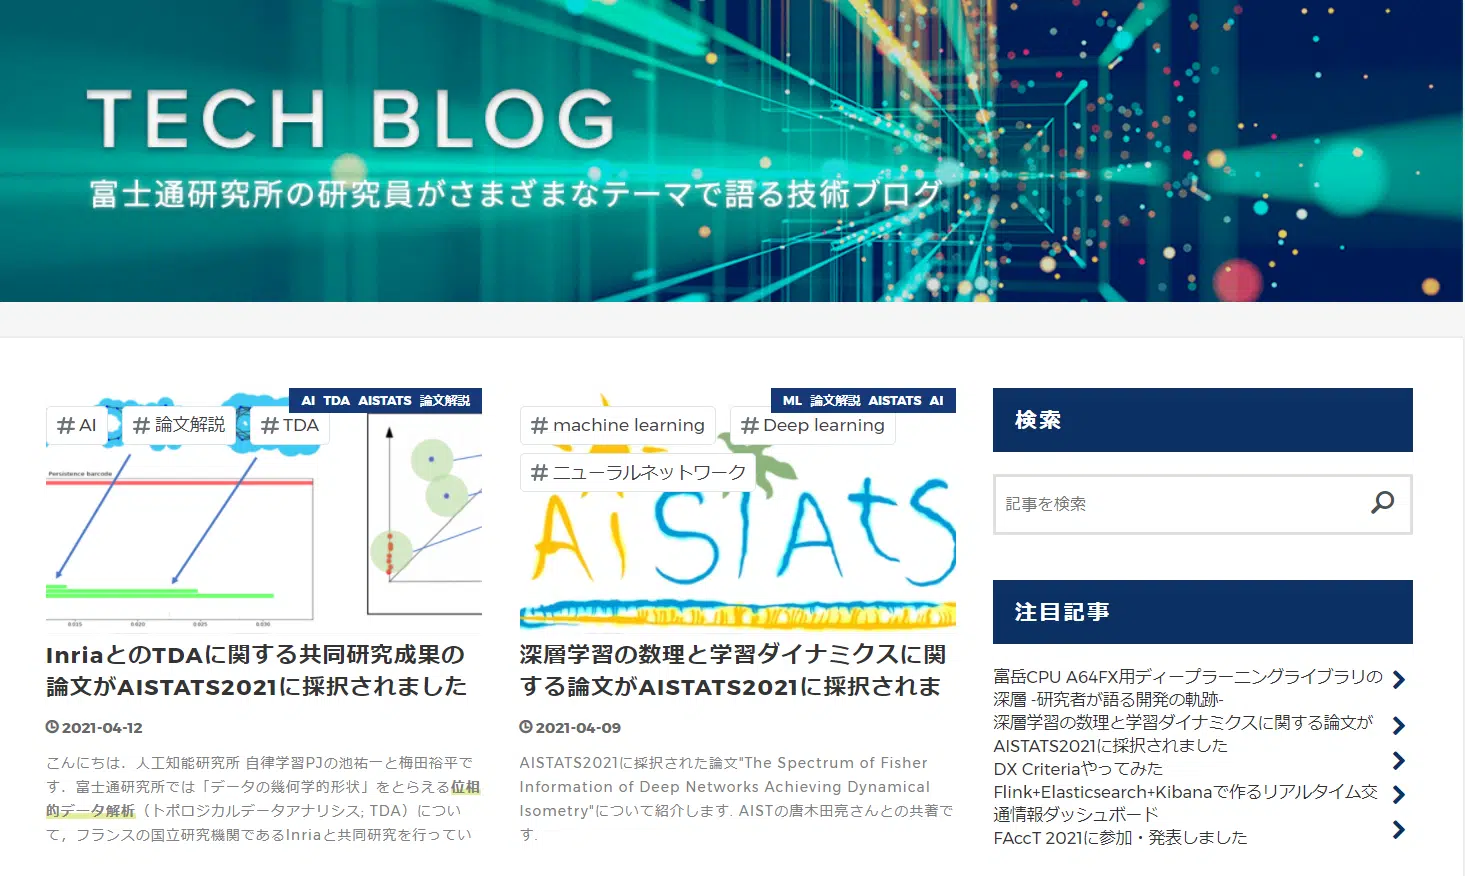 TECH BLOG
富士通研究所の研究員がさまざまなテーマで語る技術ブログ
AI TDA AISTATS 論文解説
# AI
# 論文解説
# TDA
Persistence barcode
0.015 0.020 0.025 0.030
InriaとのTDAに関する共同研究成果の
論文がAISTATS2021に採択されました
2021-04-12
こんにちは．人工知能研究所 自律学習PJの池祐一と梅田裕平で
す．富士通研究所では「データの幾何学的形状」をとらえる位相
的データ解析（トポロジカルデータアナリシス; TDA）につい
て，フランスの国立研究機関であるInriaと共同研究を行ってい
ML 論文解説 AISTATS AI
# machine learning
# Deep learning
# ニューラルネットワーク
AiSTAtS
深層学習の数理と学習ダイナミクスに関
する論文がAISTATS2021に採択されま
2021-04-09
AISTATS2021に採択された論文"The Spectrum of Fisher
Information of Deep Networks Achieving Dynamical
Isometry"について紹介します. AISTの唐木田亮さんとの共著で
す.
検索
記事を検索
注目記事
富岳CPU A64FX用ディープラーニングライブラリの
深層 -研究者が語る開発の軌跡-
深層学習の数理と学習ダイナミクスに関する論文が
AISTATS2021に採択されました
DX Criteriaやってみた
Flink+Elasticsearch+Kibanaで作るリアルタイム交
通情報ダッシュボード
FAccT 2021に参加・発表しました